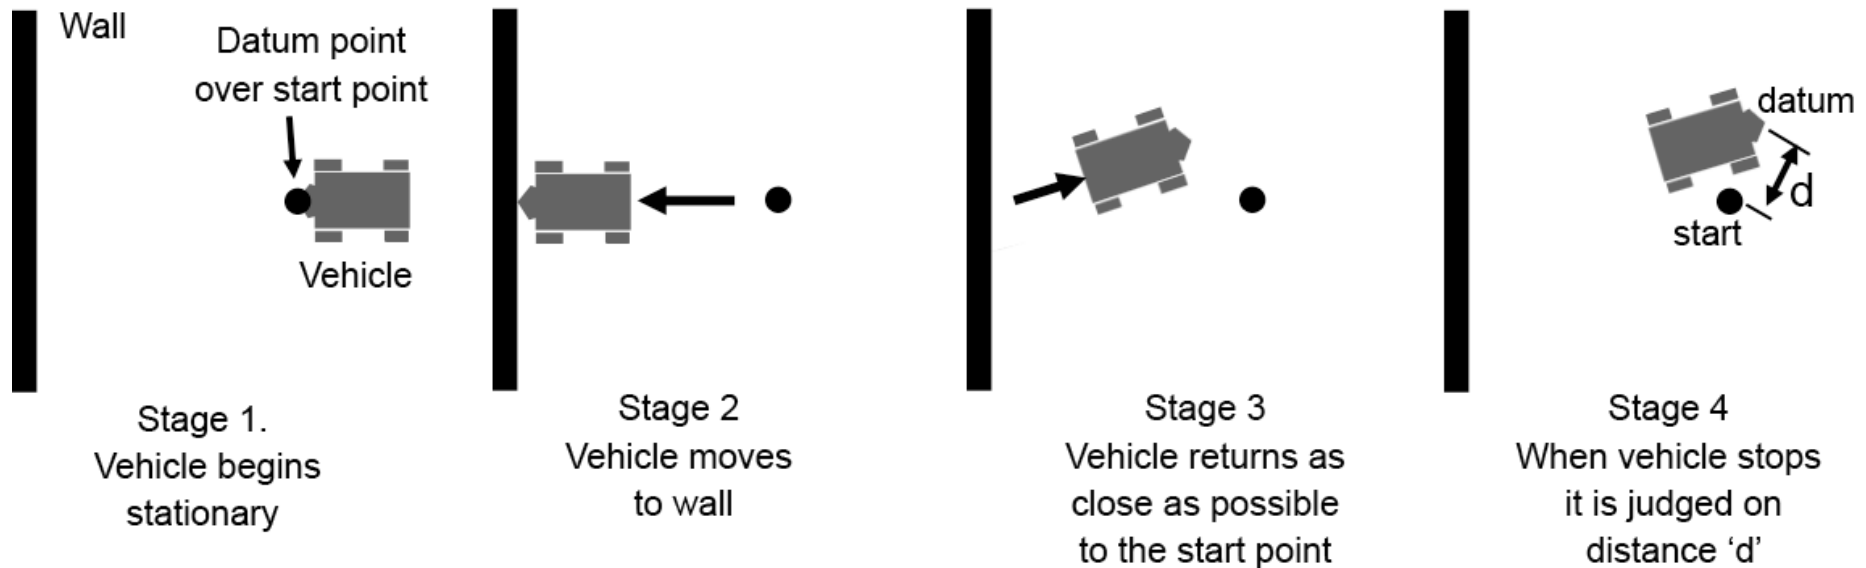 Wall
Datum point
over start point
Vehicle
Stage 1.
Vehicle begins
stationary
Stage 2
Vehicle moves
to wall
Stage 3
Vehicle returns as
close as possible
to the start point
datum
d
start
Stage 4
When vehicle stops
it is judged on
distance ‘d’